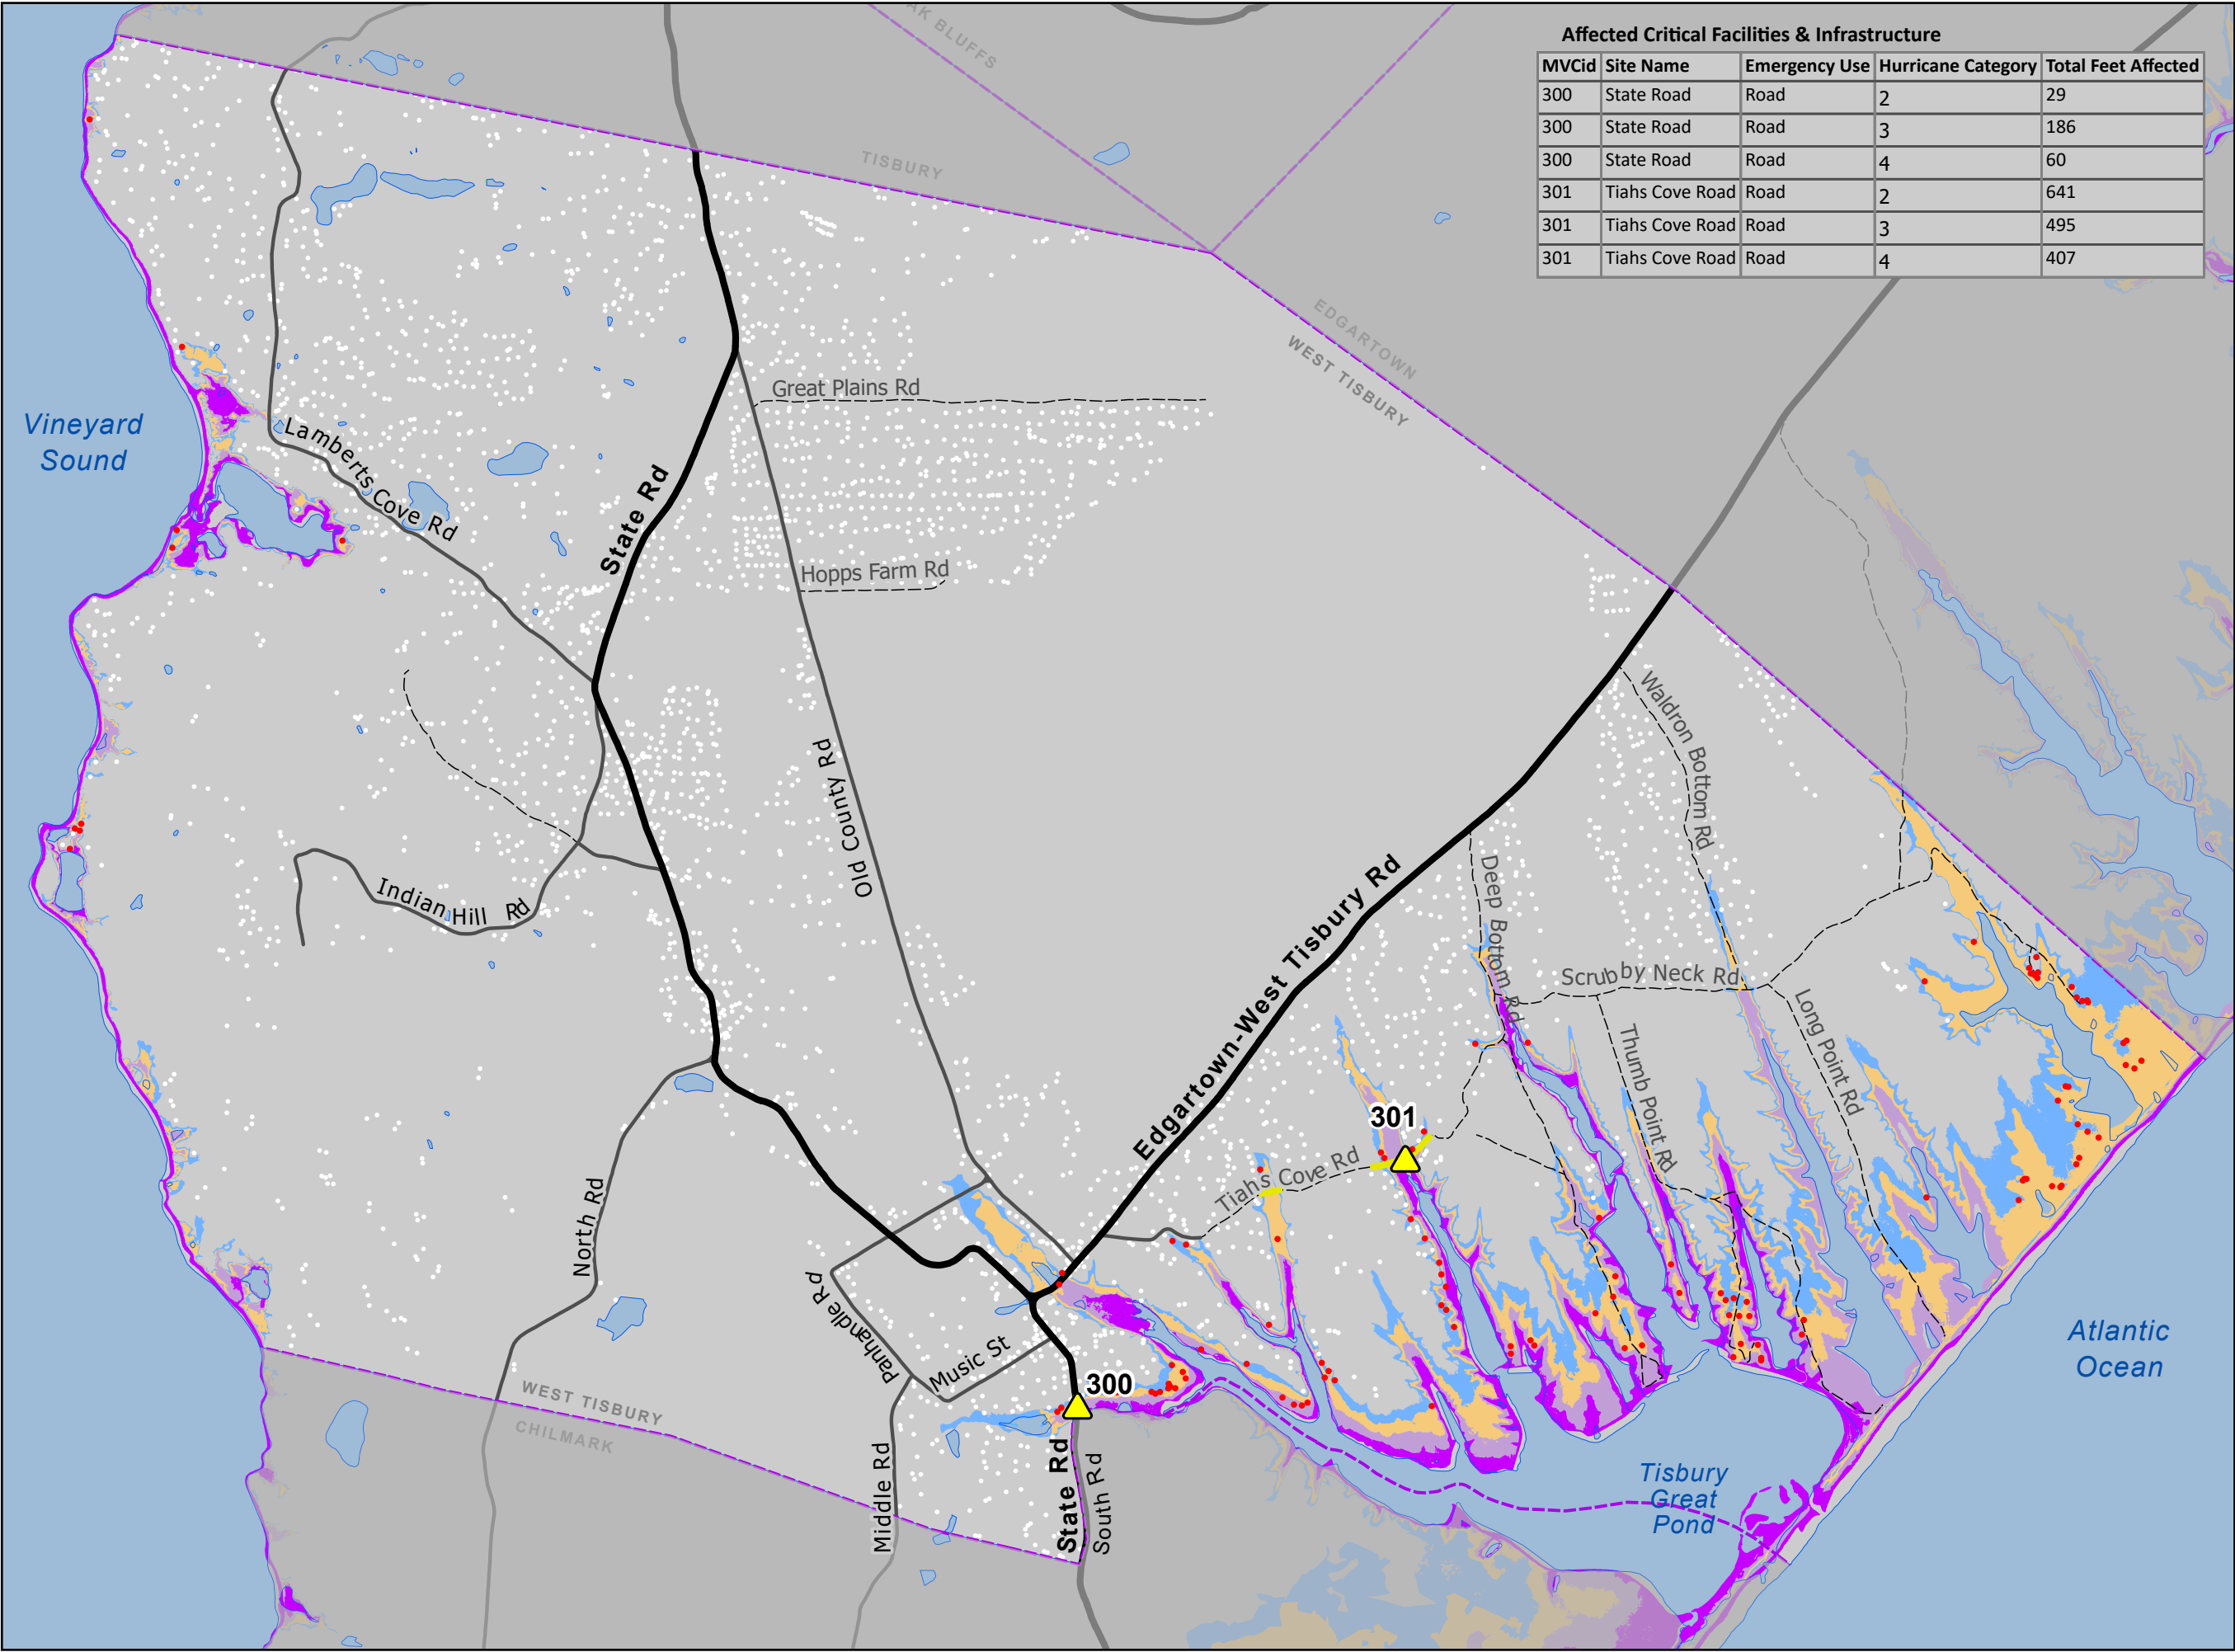 Affected Critical Facilities & Infrastructure
MVCid Site Name Emergency Use Hurricane Category Total Feet Affected
300 State Road Road 2 29
300 State Road Road 3 186
300 State Road Road 4 60
301 Tiahs Cove Road Road 2 641
301 Tiahs Cove Road Road 3 495
301 Tiahs Cove Road Road 4 407
AK BLUFFS
TISBURY
EDGARTOWN
WEST TISBURY
Great Plains Rd
Vineyard
Sound
Lamberts Cove Rd
State Rd
Hopps Farm Rd
Waldron Bottom Rd
Old County Rd
Indian Hill Rd
Deep Bottom Rd
Edgartown-West Tisbury Rd
Scrubby Neck Rd
Long Point Rd
Thumb Point Rd
301
Tiahs Cove Rd
North Rd
Panhandle Rd
Music St
300
WEST TISBURY
CHILMARK
Atlantic
Ocean
Middle Rd
State Rd
South Rd
Tisbury
Great
Pond